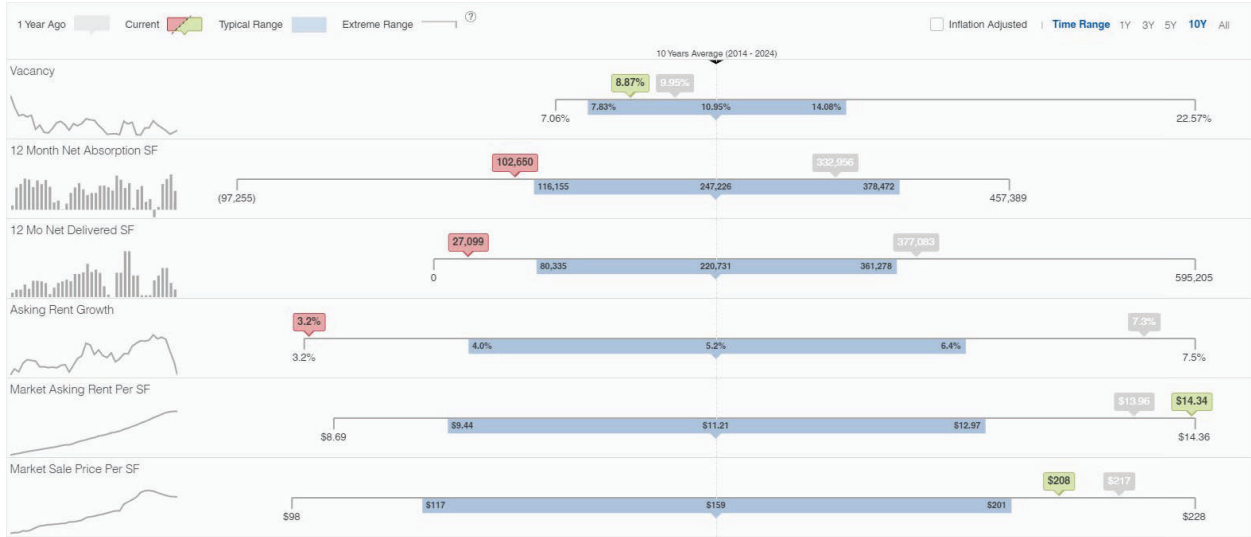 1 Year Ago Current Typical Range Extreme Range ? Inflation Adjusted Time Range 1Y 3Y 5Y 10Y All
10 Years Average (2014 - 2024)
Vacancy
8.87% 9.95%
7.83% 10.95% 14.08%
7.06% 22.57%
12 Month Net Absorption SF
102,650 332,956
116,155 247,226 378,472
(97,255) 457,389
12 Mo Net Delivered SF
27,099 377,083
80,335 220,731 361,278
0 595,205
Asking Rent Growth
3.2% 7.3%
4.0% 5.2% 6.4%
3.2% 7.5%
Market Asking Rent Per SF
$13.96 $14.34
$9.44 $11.21 $12.97
$8.69 $14.36
Market Sale Price Per SF
$208 $217
$117 $159 $201
$98 $228